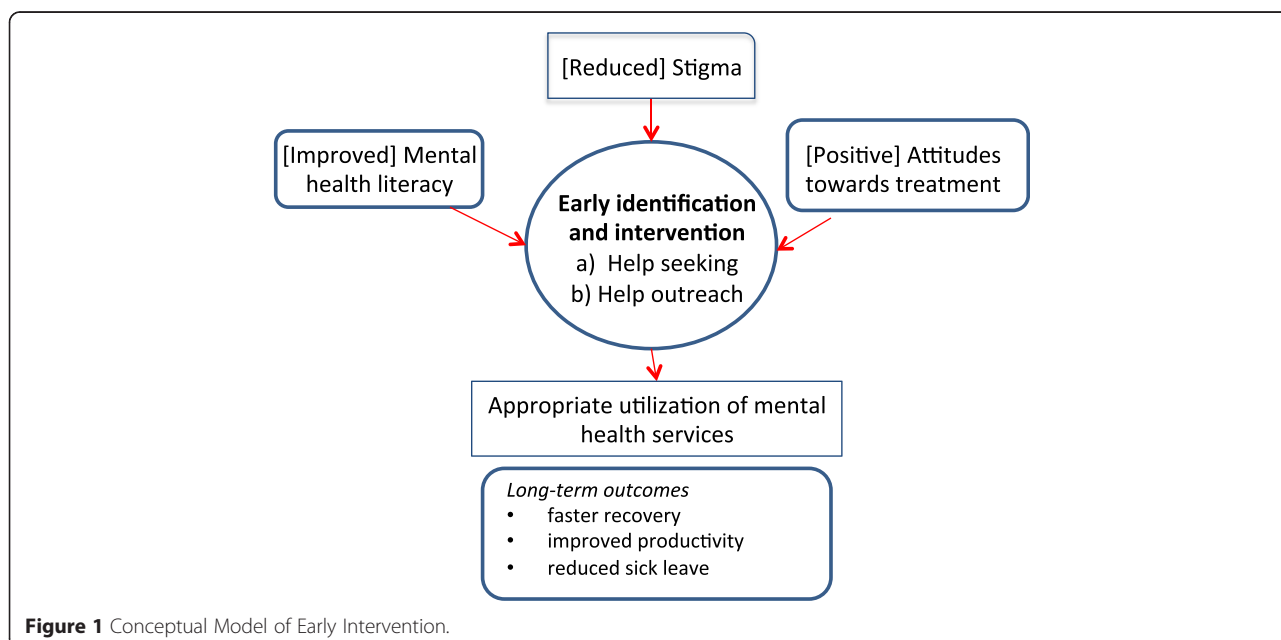 [Reduced] Stigma
[Improved] Mental
health literacy
[Positive] Attitudes
towards treatment
Early identification
and intervention
a) Help seeking
b) Help outreach
Appropriate utilization of mental
health services
Long-term outcomes
• faster recovery
• improved productivity
• reduced sick leave
Figure 1 Conceptual Model of Early Intervention.